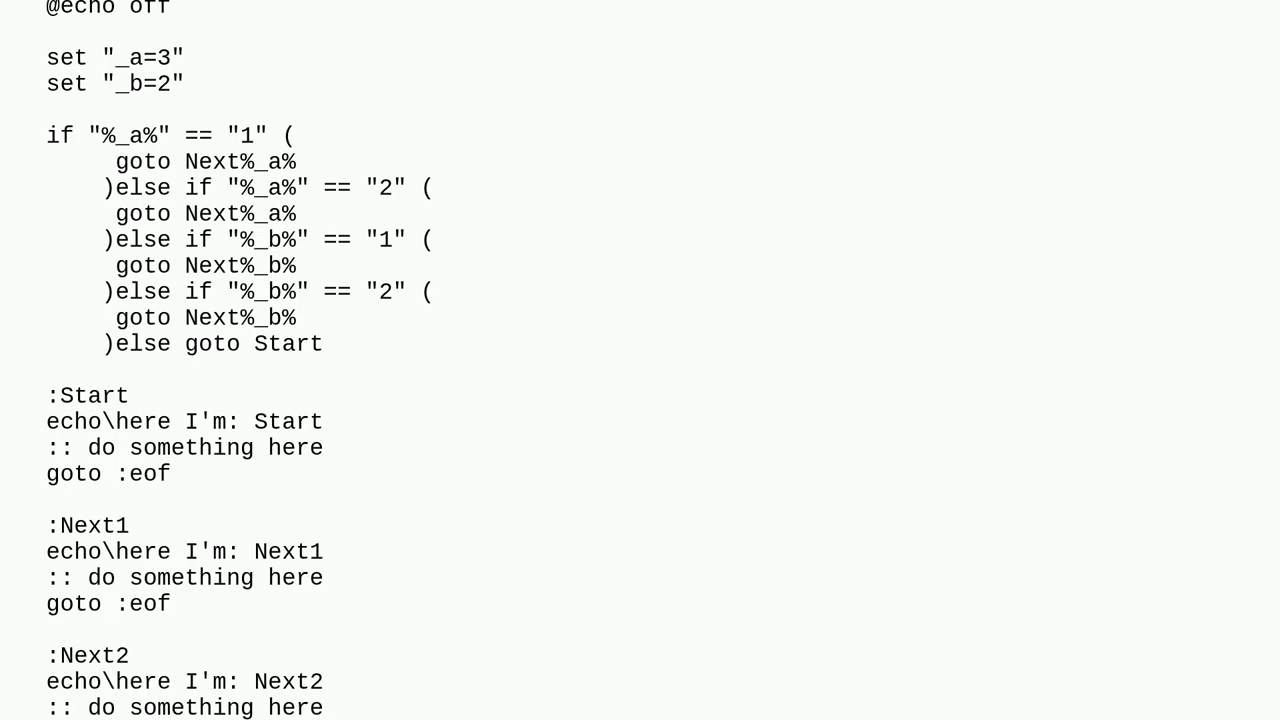 @echo off
set "_a=3"
set "_b=2"
if "%_a%" == "1" (
goto Next%_a%
)else if "%_a%" == "2" (
goto Next%_a%
)else if "%_b%" == "1" (
goto Next%_b%
)else if "%_b%" == "2" (
goto Next%_b%
)else goto Start
:Start
echo\here I'm: Start
:: do something here
goto :eof
:Next1
echo\here I'm: Next1
:: do something here
goto :eof
:Next2
echo\here I'm: Next2
:: do something here